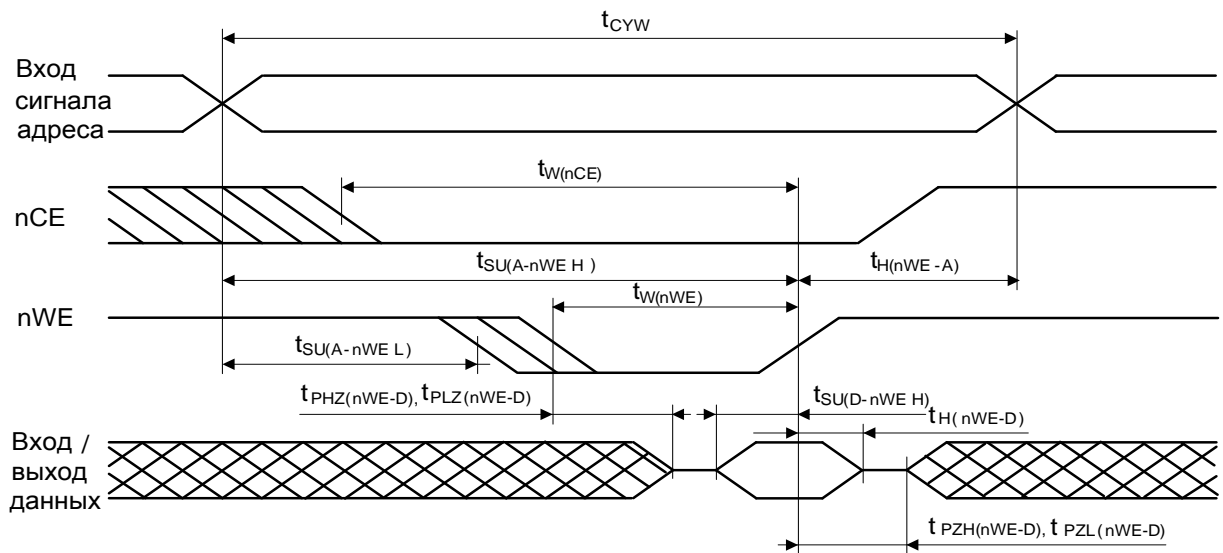 tCYW
Вход
сигнала
адреса
tW(nCE)
nCE
tSU(A-nWE H)
tH(nWE-A)
tW(nWE)
nWE
tSU(A-nWE L)
tPHZ(nWE-D), tPLZ(nWE-D)
tSU(D-nWE H)
tH(nWE-D)
Вход /
выход
данных
tPZH(nWE-D), tPZL(nWE-D)